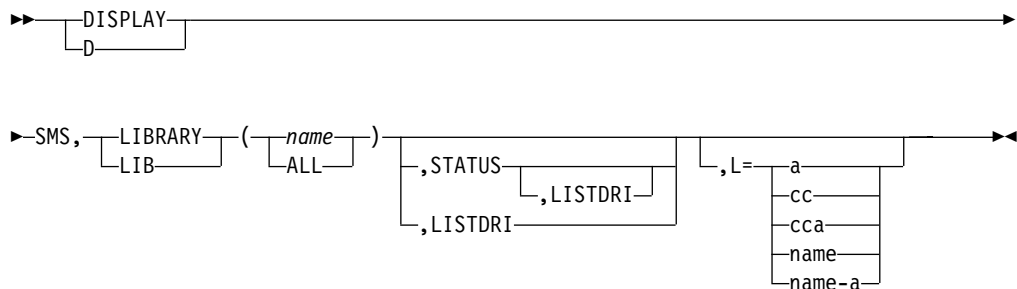 DISPLAY
D
SMS, LIBRARY ( name )
LIB ALL ,STATUS ,L= a
,LISTDRI cc
,LISTDRI cca
name
name-a